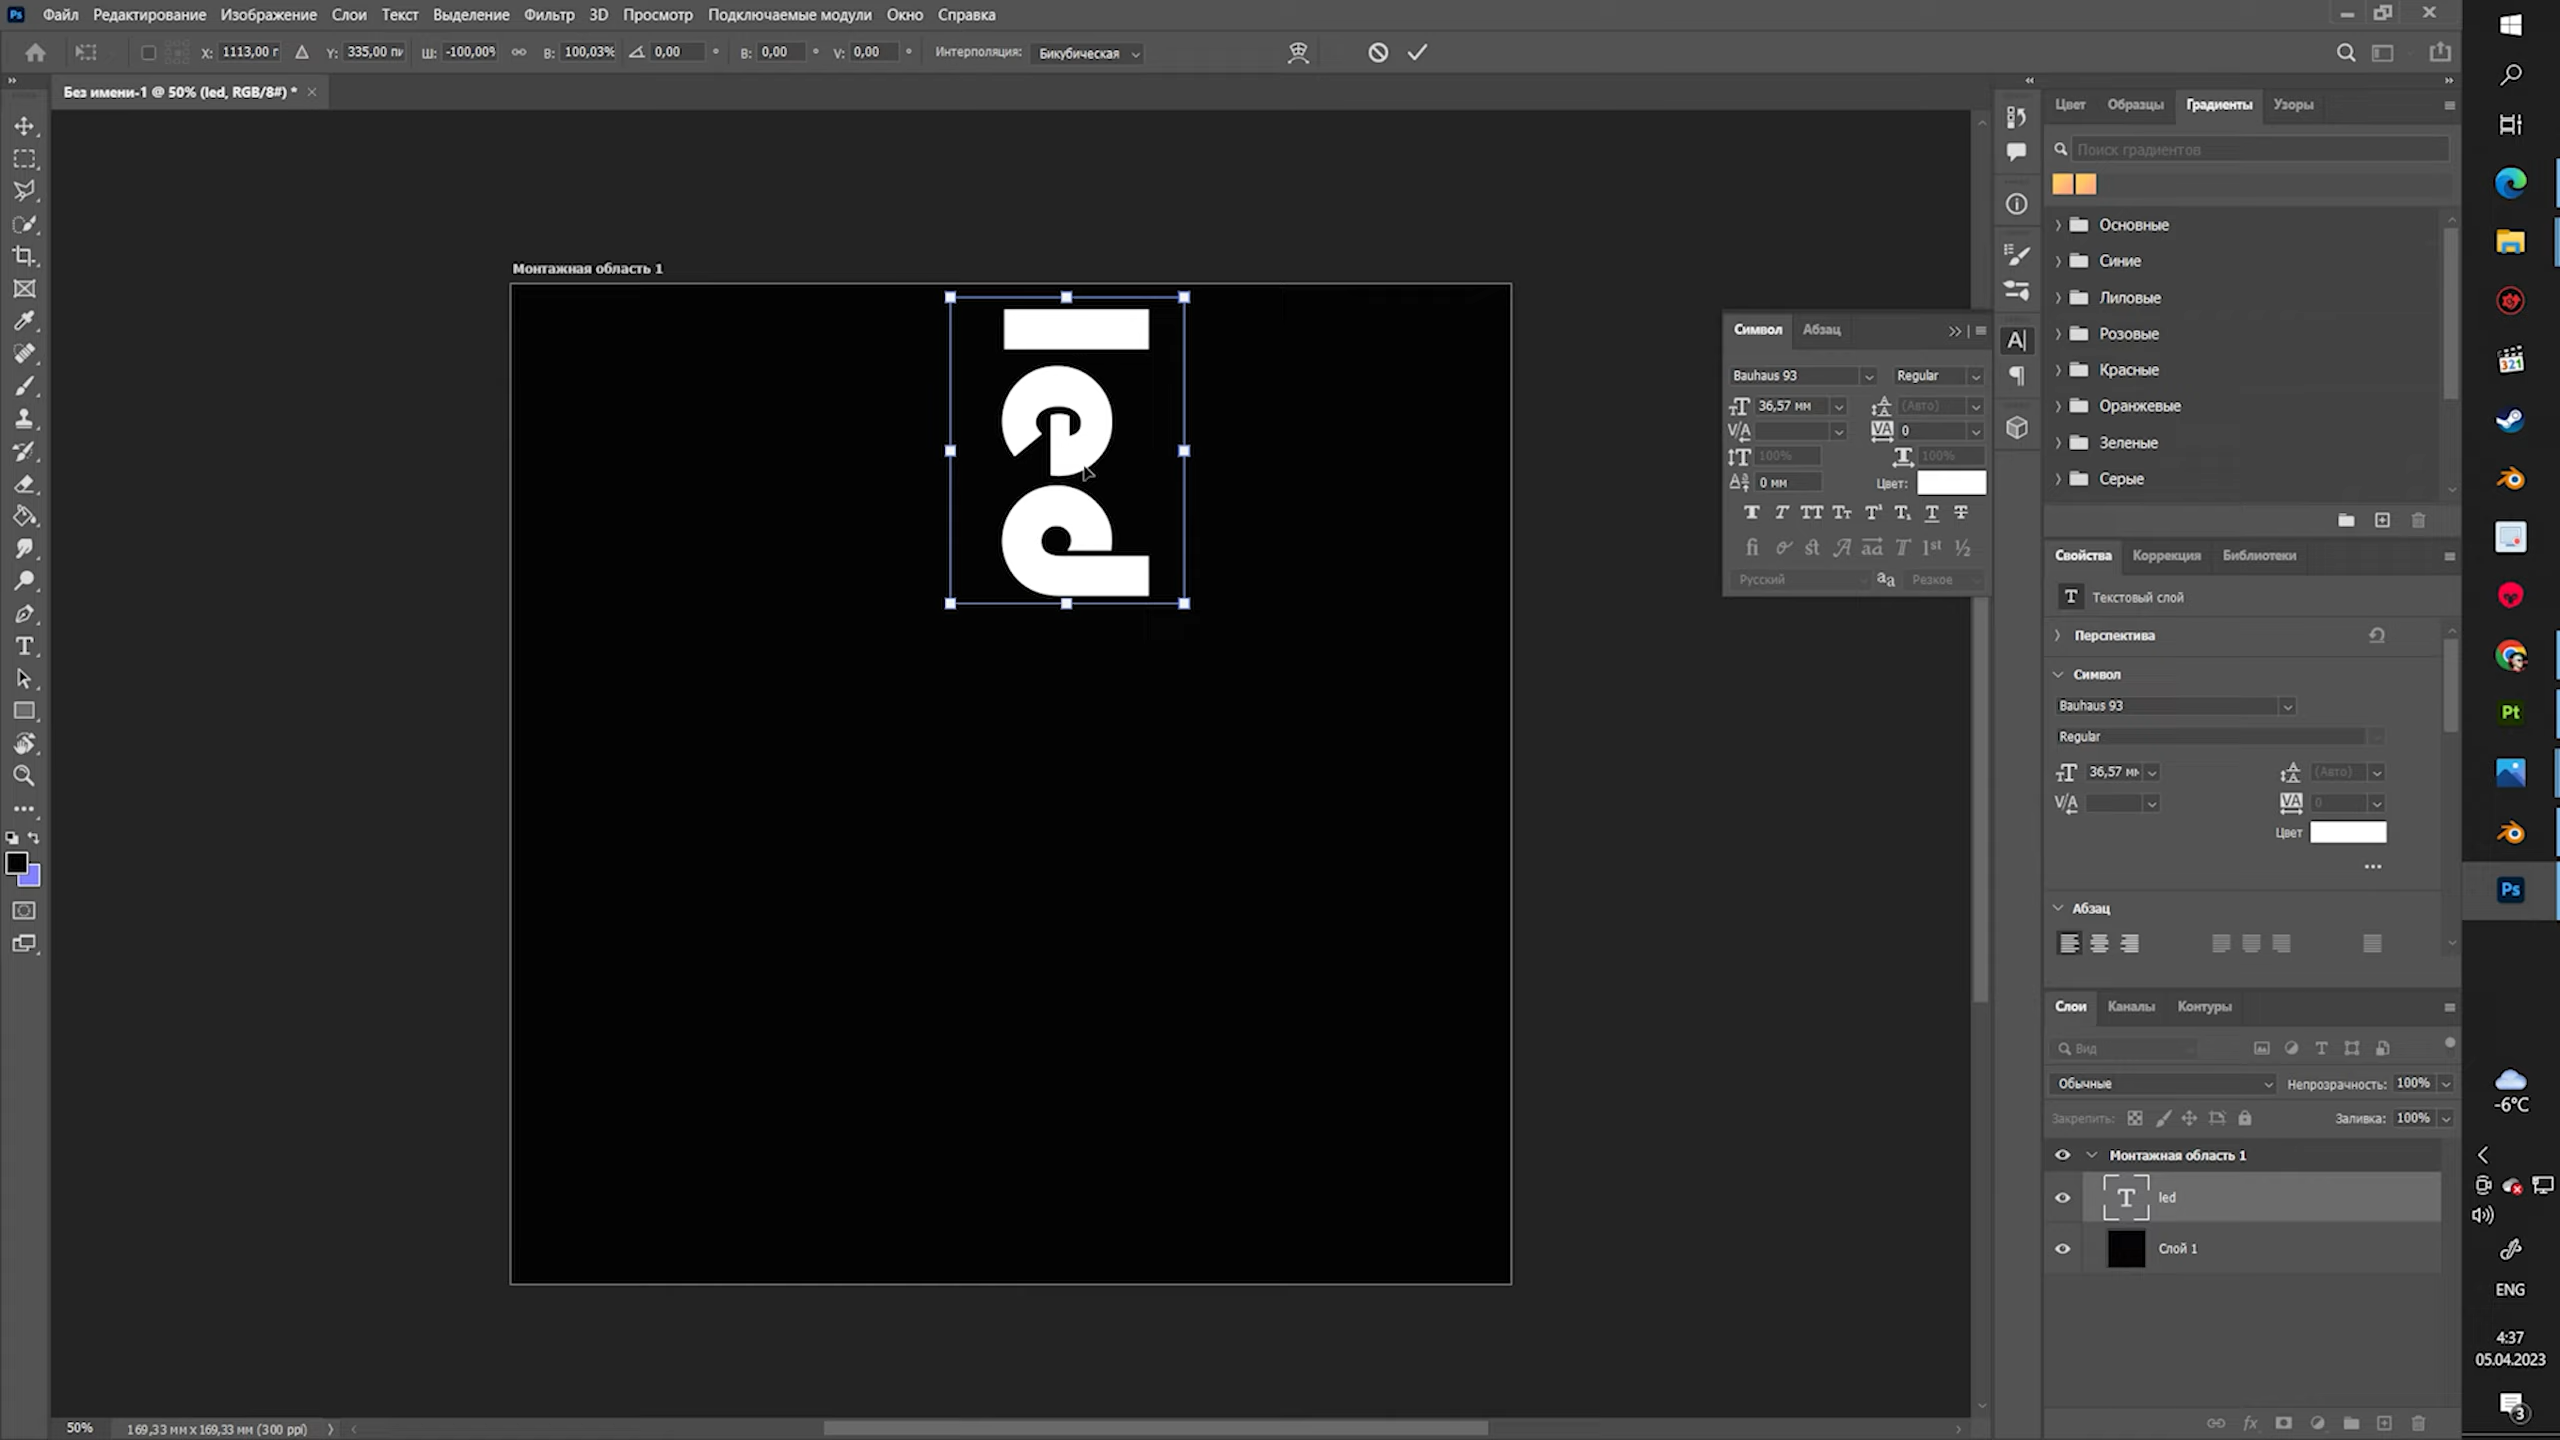 Ps Файл Редактирование Изображение Слои Текст Выделение Фильтр 3D Просмотр Подключаемые модули Окно Справка
X: 1113,00 г Y: 335,00 пи Ш: -100,00% В: 100,03% 0,00 ° В: 0,00 ° V: 0,00 ° Интерполяция: Бикубическая
Без имени-1 @ 50% (led, RGB/8#) *
Монтажная область 1
led
Символ Абзац
Bauhaus 93 Regular
36,57 мм (Авто)
0
100% 100%
0 мм Цвет:
Русский Резкое
Цвет Образцы Градиенты Узоры
Поиск градиентов
Основные
Синие
Лиловые
Розовые
Красные
Оранжевые
Зеленые
Серые
Свойства Коррекция Библиотеки
Текстовый слой
Перспектива
Символ
Bauhaus 93
Regular
36,57 мм (Авто)
0
Цвет
Абзац
Слои Каналы Контуры
Вид
Обычные Непрозрачность: 100%
Закрепить: Заливка: 100%
Монтажная область 1
led
Слой 1
50% 169,33 мм x 169,33 мм (300 ppi)
321
Pt
Ps
-6°C
ENG
4:37
05.04.2023
3